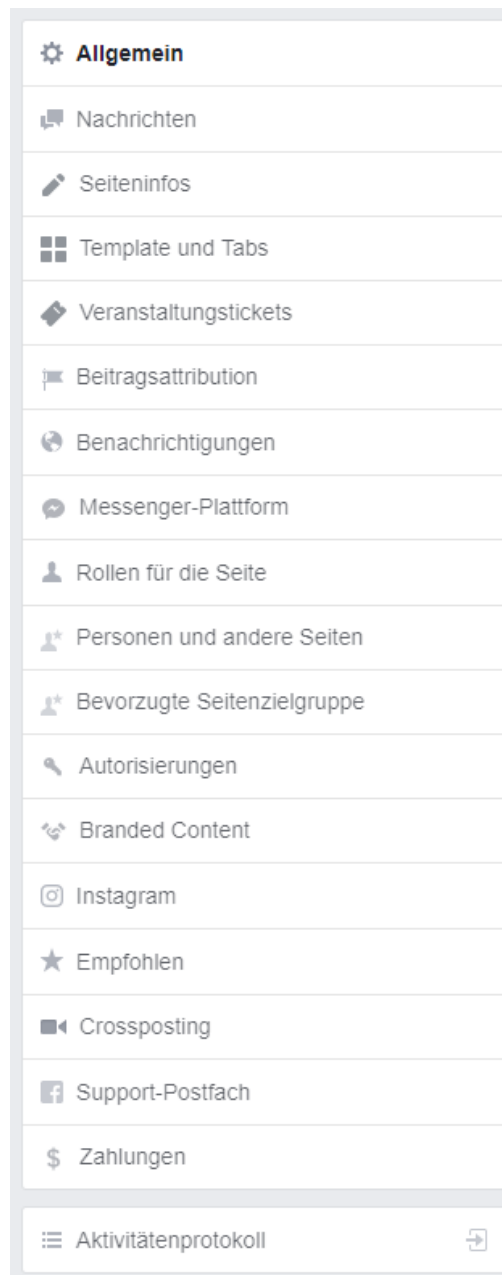 Allgemein
Nachrichten
Seiteninfos
Template und Tabs
Veranstaltungstickets
Beitragsattribution
Benachrichtigungen
Messenger-Plattform
Rollen für die Seite
Personen und andere Seiten
Bevorzugte Seitenzielgruppe
Autorisierungen
Branded Content
Instagram
Empfohlen
Crossposting
Support-Postfach
Zahlungen
Aktivitätenprotokoll